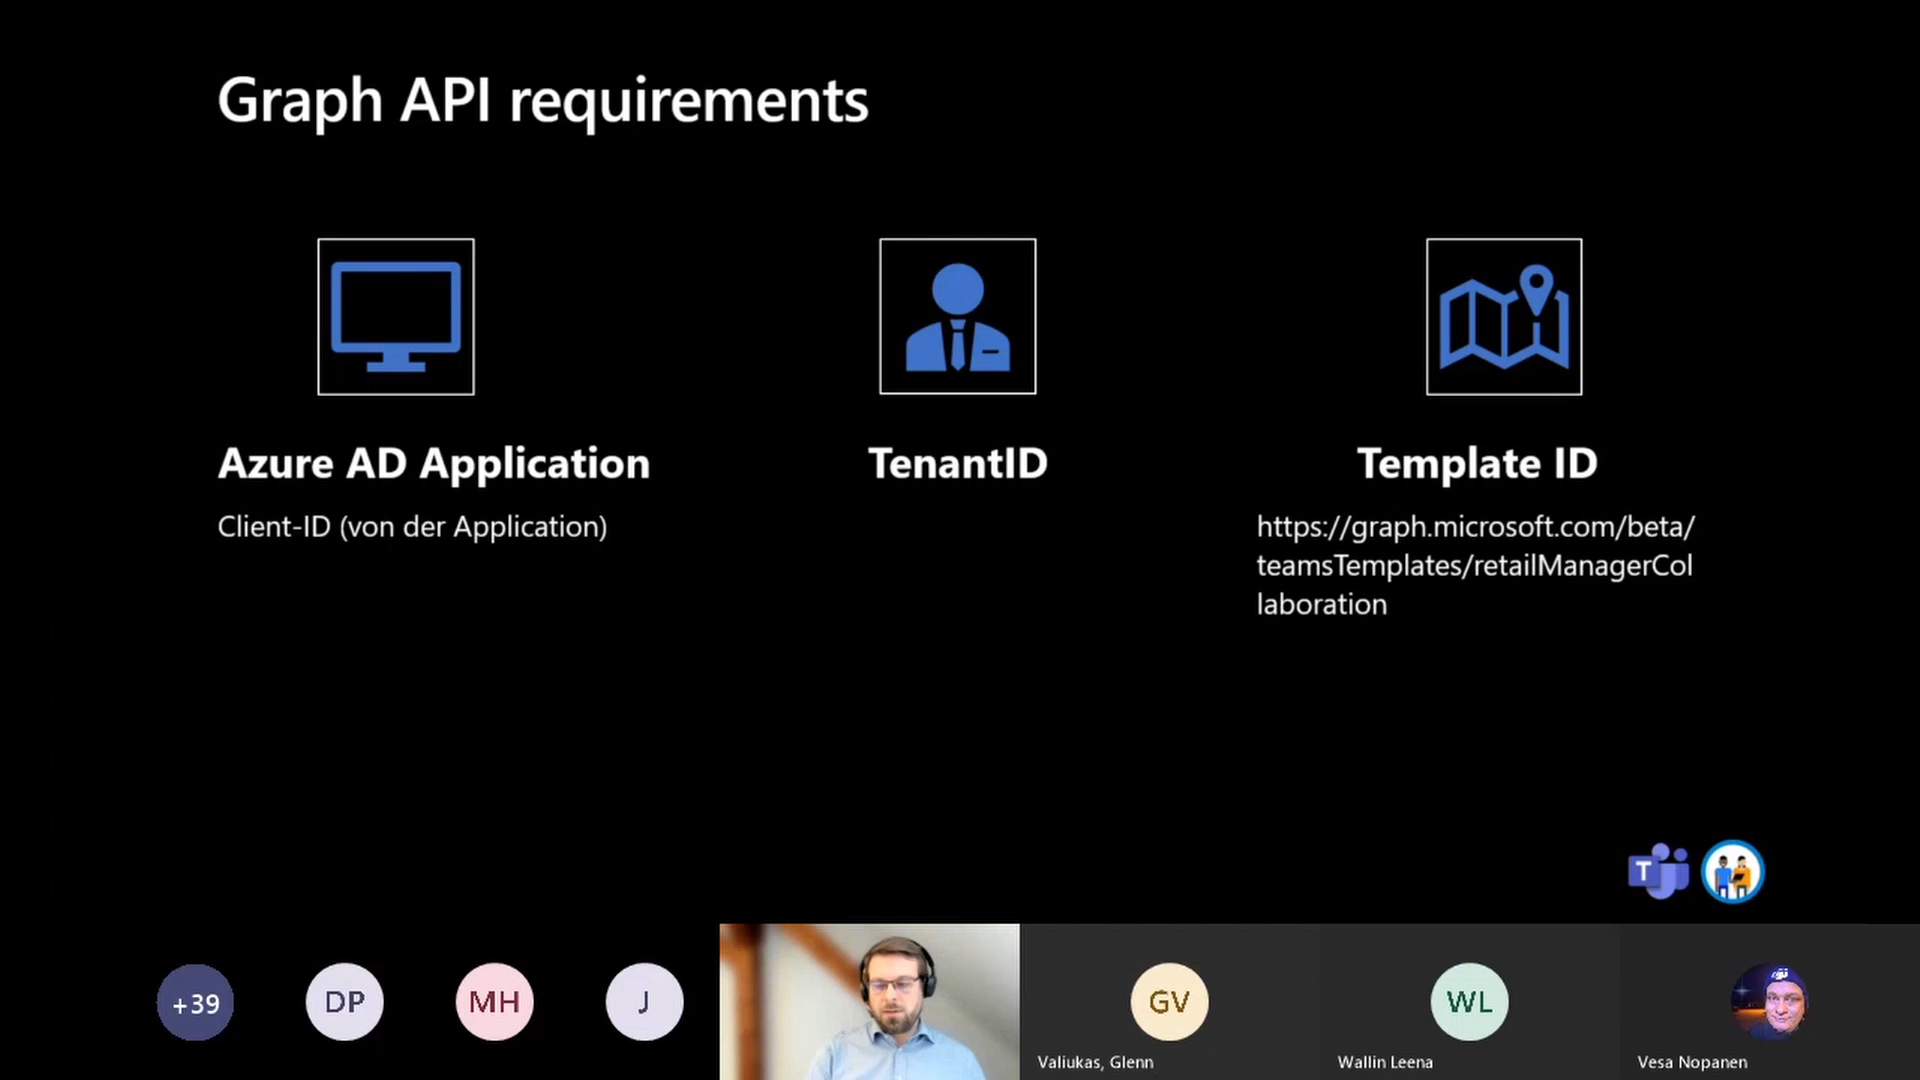 Graph API requirements
Azure AD Application
Client-ID (von der Application)
TenantID
Template ID
https://graph.microsoft.com/beta/
teamsTemplates/retailManagerCol
laboration
T
+39
DP
MH
J
GV
Valiukas, Glenn
WL
Wallin Leena
Vesa Nopanen